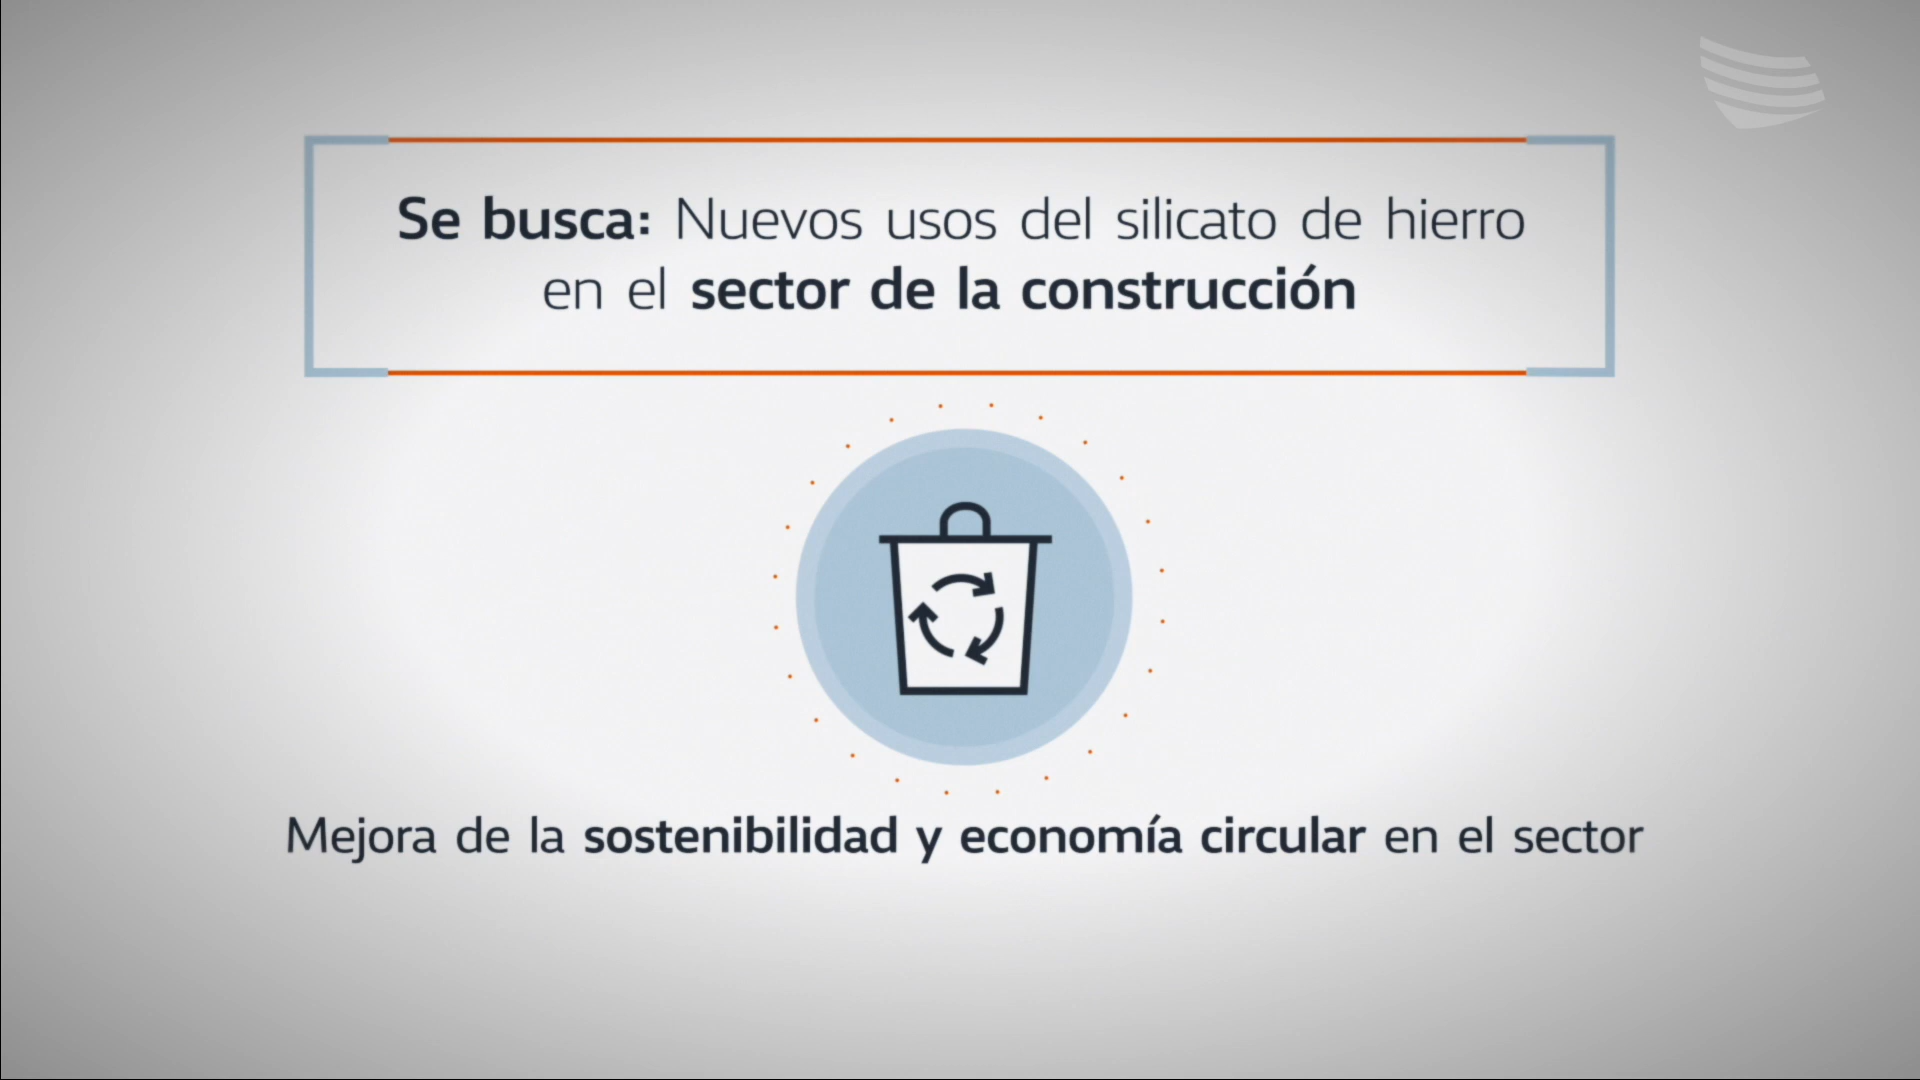 Se busca: Nuevos usos del silicato de hierro
en el sector de la construcción
Mejora de la sostenibilidad y economía circular en el sector